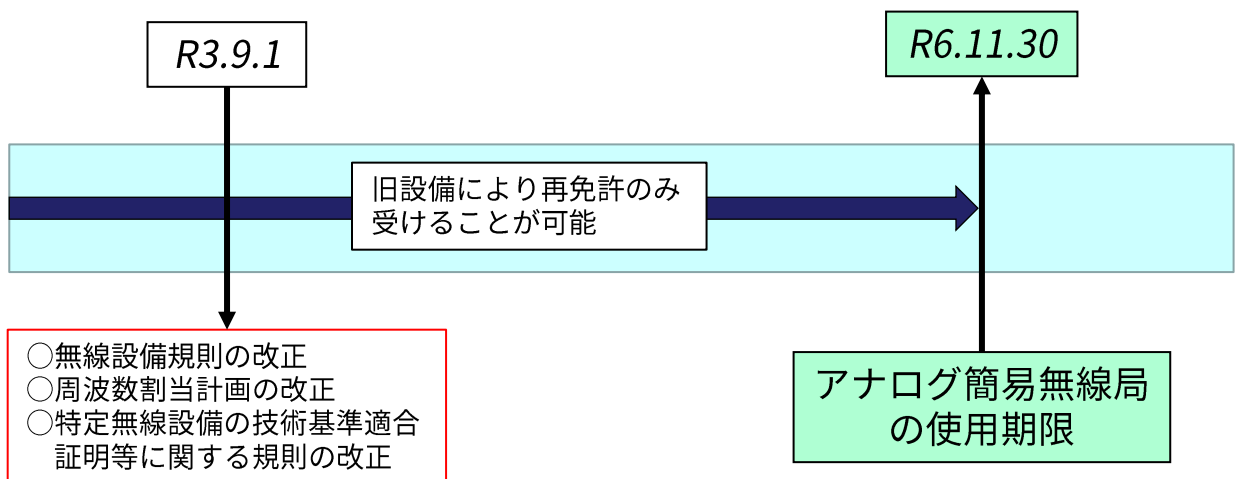 R3.9.1
R6.11.30
旧設備により再免許のみ
受けることが可能
〇無線設備規則の改正
〇周波数割当計画の改正
〇特定無線設備の技術基準適合
証明等に関する規則の改正
アナログ簡易無線局
の使用期限